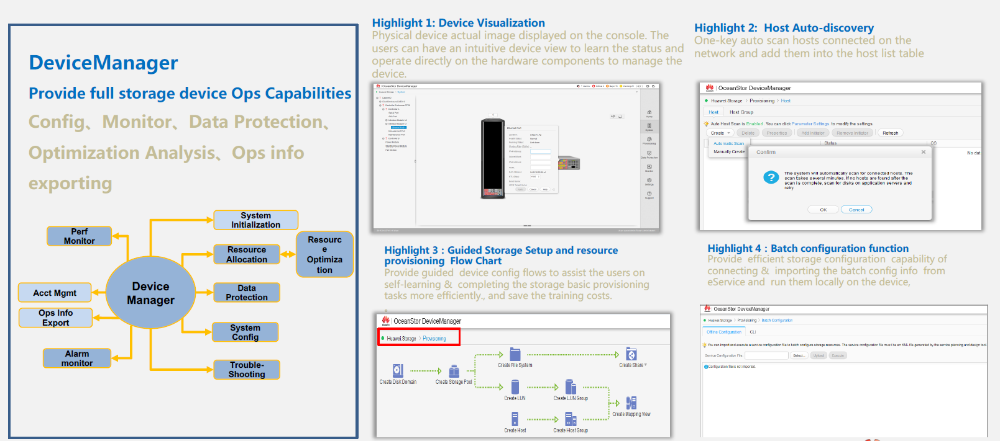 DeviceManager
Provide full storage device Ops Capabilities
Config、Monitor、Data Protection、
Optimization Analysis、Ops info
exporting
System
Initialization
Perf
Monitor
Resource
Allocation
Resourc
e
Optimiza
tion
Device
Manager
Acct Mgmt
Data
Protection
Ops Info
Export
System
Config
Alarm
monitor
Trouble-
Shooting
Highlight 1: Device Visualization
Physical device actual image displayed on the console. The
users can have an intuitive device view to learn the status and
operate directly on the hardware components to manage the
device.
OceanStor DeviceManager
Huawei.Storage System
Ethernet Port
Home
System
Provisioning
Data Protection
Monitor
Settings
Support
Highlight 2: Host Auto-discovery
One-key auto scan hosts connected on the
network and add them into the host list table
OceanStor DeviceManager
Huawei.Storage > Provisioning > Host
Host Host Group
Auto Host Scan is Enabled. You can click Parameter Settings to modify the settings.
Create Delete Properties Add Initiator Remove Initiator Refresh
Automatic Scan Status OS
Manually Create No dat
Confirm
The system will automatically scan for connected hosts. The
scan takes several minutes. If no hosts are found after the
scan is complete, scan for disks on application servers and
retry.
OK Cancel
Highlight 3 : Guided Storage Setup and resource
provisioning Flow Chart
Provide guided device config flows to assist the users on
self-learning & completing the storage basic provisioning
tasks more efficiently., and save the training costs.
OceanStor DeviceManager
Huawei.Storage > Provisioning
Create Disk Domain
Create Storage Pool
Create File System
Create Share
Create LUN
Create LUN Group
Create Mapping View
Create Host
Create Host Group
Highlight 4 : Batch configuration function
Provide efficient storage configuration capability of
connecting & importing the batch config info from
eService and run them locally on the device,
OceanStor DeviceManager
Huawei.Storage > Provisioning > Batch Configuration
Offline Configuration CLI
You can import and execute a service configuration file to batch configure storage resources. The service configuration file must be an XML file generated by the service planning and design tool.
Service Configuration File: Select... Upload Execute
Configuration file is not imported.